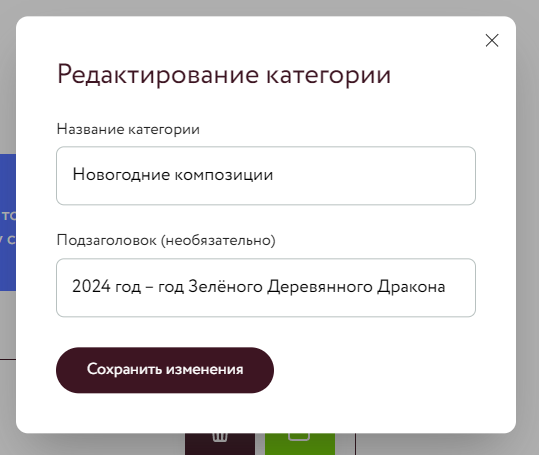 Редактирование категории
Название категории
Новогодние композиции
Подзаголовок (необязательно)
2024 год – год Зелёного Деревянного Дракона
Сохранить изменения